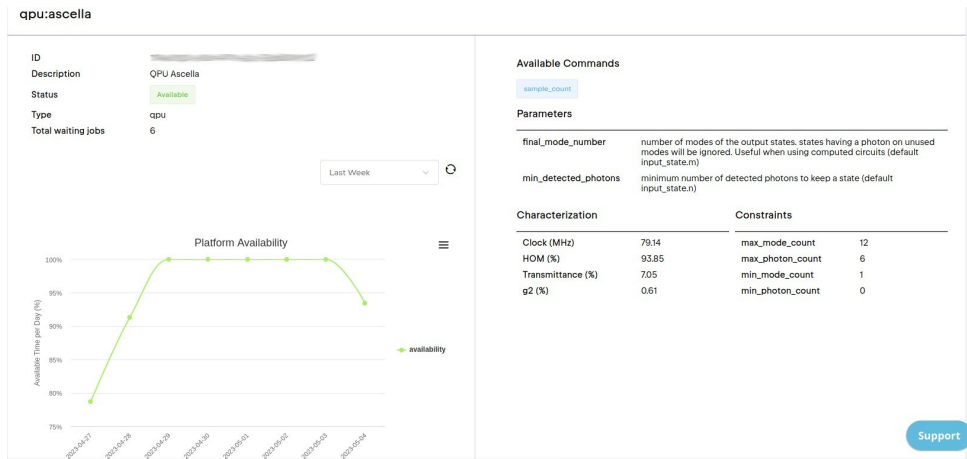 qpu:ascella
ID
Description QPU Ascella
Status Available
Type qpu
Total waiting jobs 6
Last Week
Platform Availability
Available Time per Day (%)
100%
95%
90%
85%
80%
75%
2023-04-27
2023-04-28
2023-04-29
2023-04-30
2023-05-01
2023-05-02
2023-05-03
2023-05-04
availability
Available Commands
sample_count
Parameters
final_mode_number number of modes of the output states. states having a photon on unused
modes will be ignored. Useful when using computed circuits (default
input_state.m)
min_detected_photons minimum number of detected photons to keep a state (default
input_state.n)
Characterization
Clock (MHz) 79.14
HOM (%) 93.85
Transmittance (%) 7.05
g2 (%) 0.61
Constraints
max_mode_count 12
max_photon_count 6
min_mode_count 1
min_photon_count 0
Support